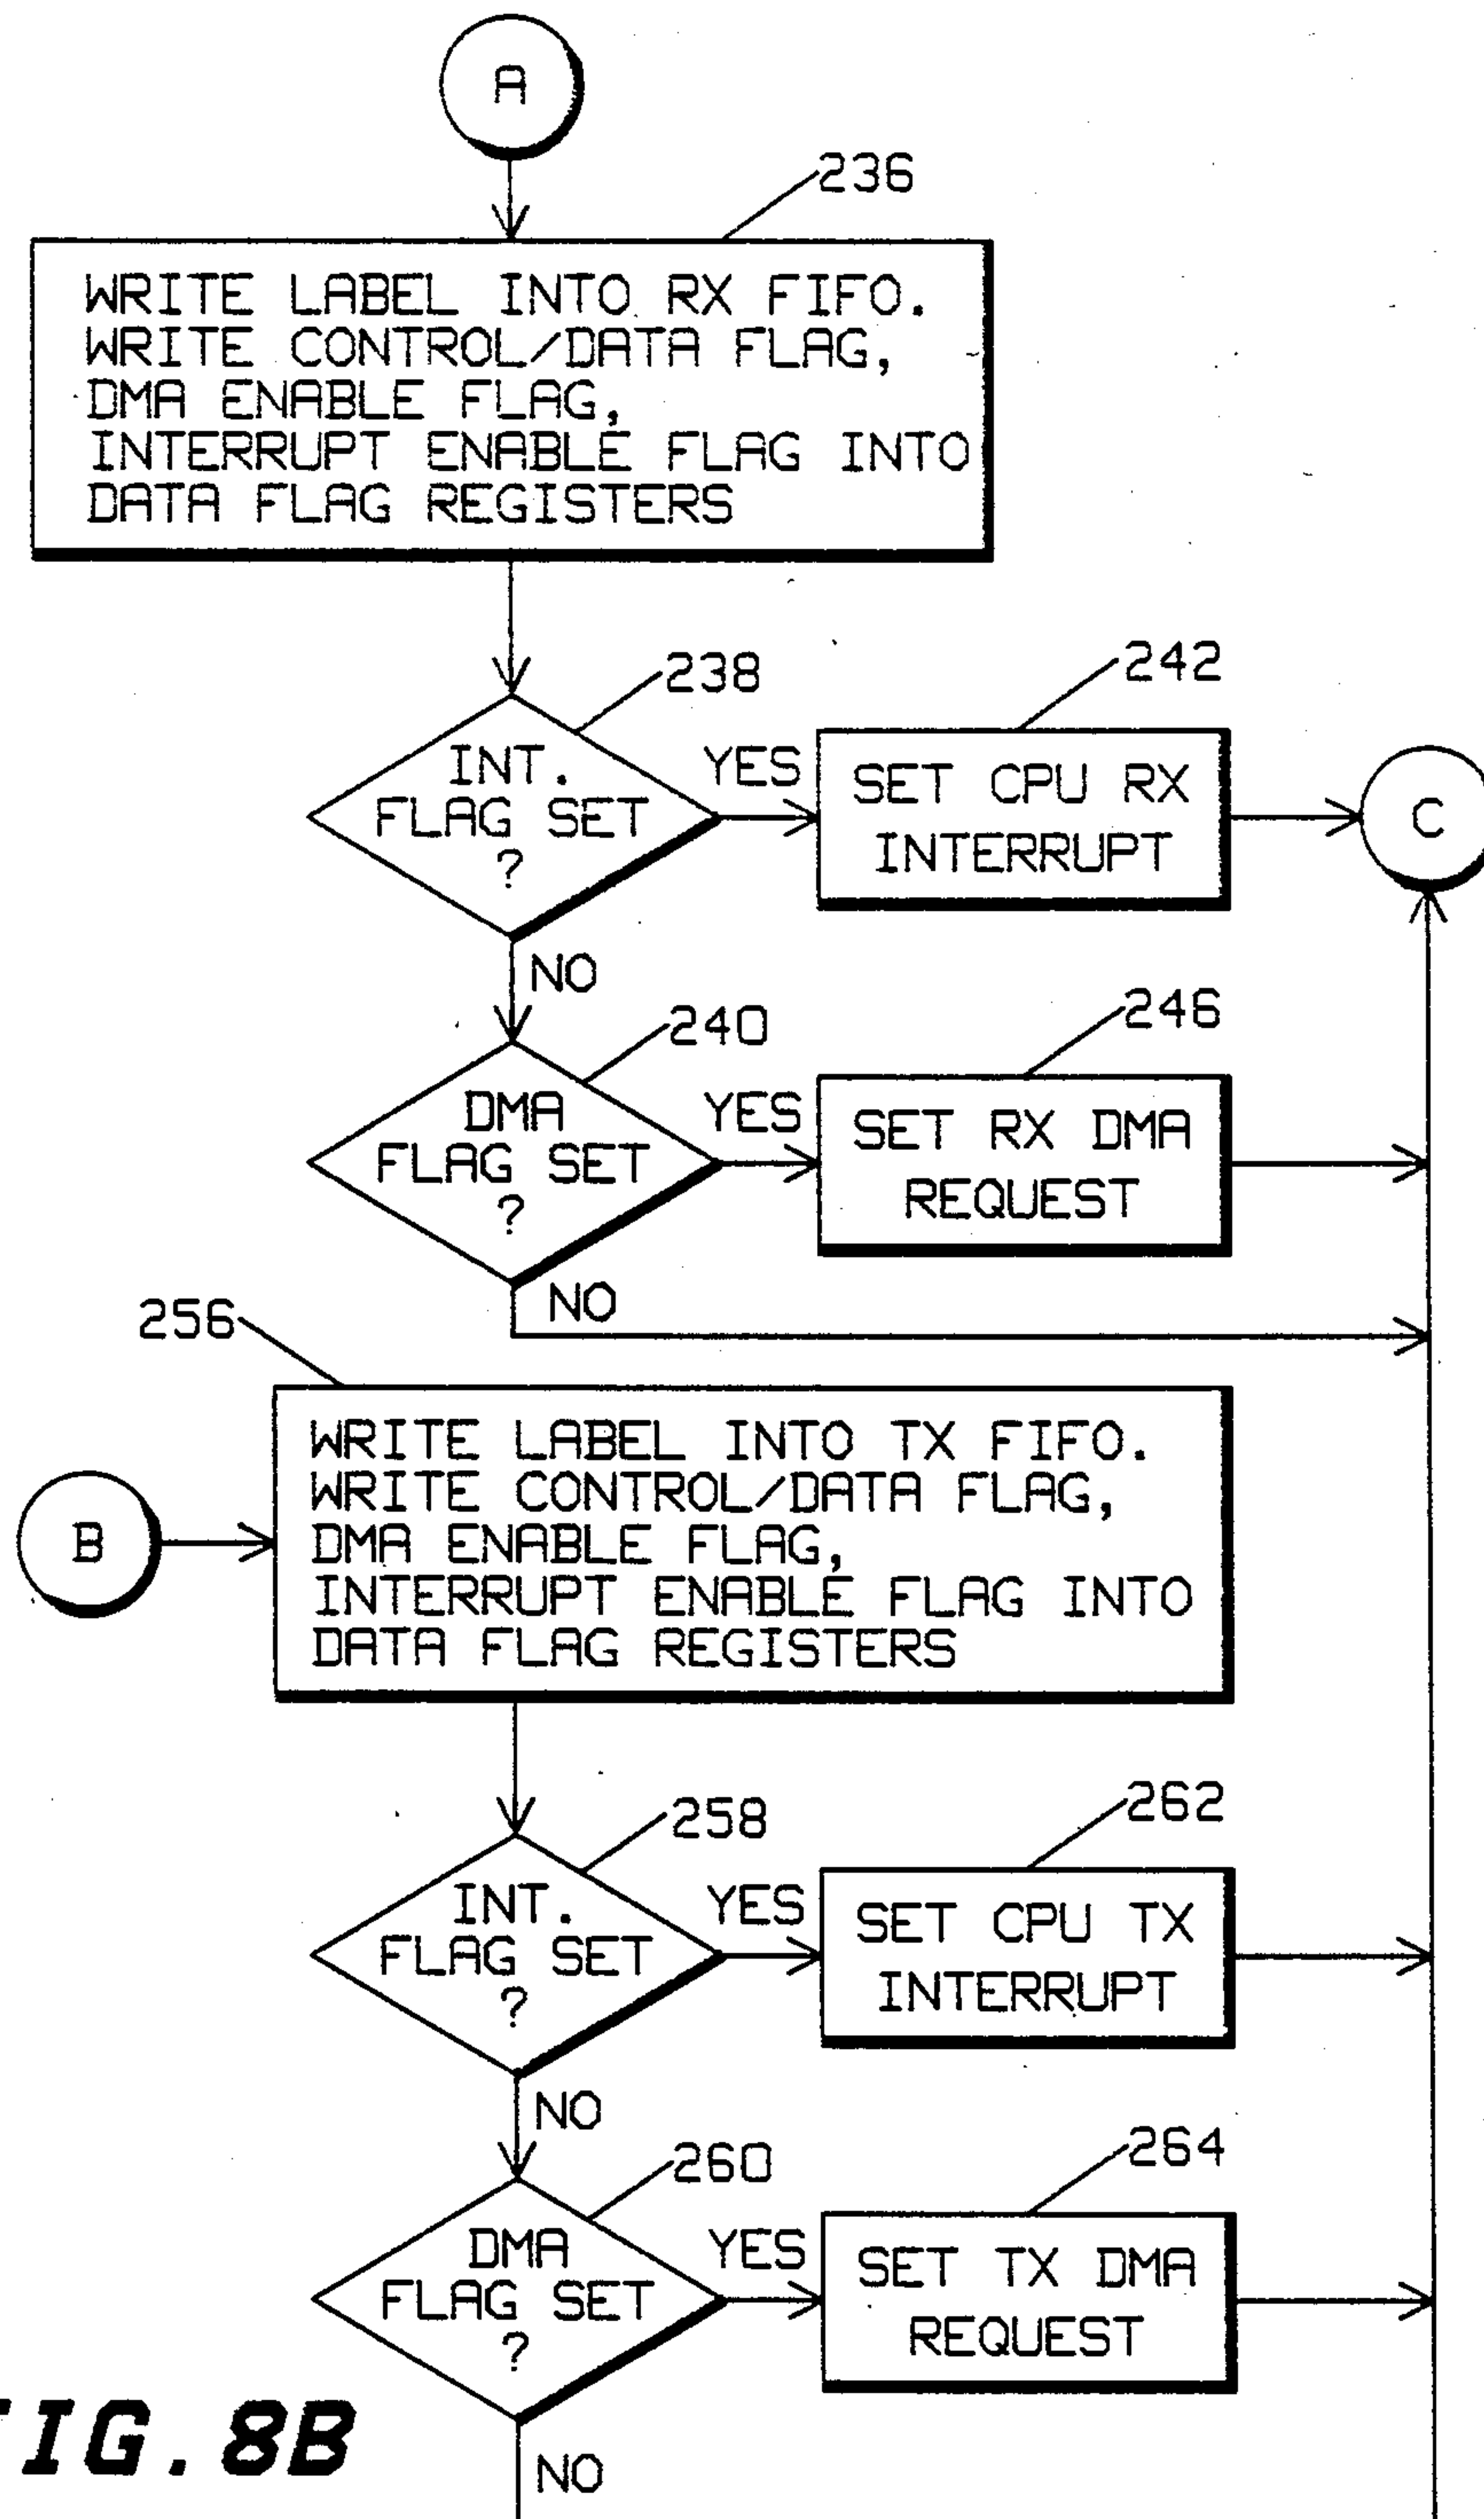 A
236
WRITE LABEL INTO RX FIFO.
WRITE CONTROL/DATA FLAG,
DMA ENABLE FLAG,
INTERRUPT ENABLE FLAG INTO
DATA FLAG REGISTERS
238
INT.
FLAG SET
?
YES
242
SET CPU RX
INTERRUPT
C
NO
240
DMA
FLAG SET
?
YES
246
SET RX DMA
REQUEST
NO
256
B
WRITE LABEL INTO TX FIFO.
WRITE CONTROL/DATA FLAG,
DMA ENABLE FLAG,
INTERRUPT ENABLE FLAG INTO
DATA FLAG REGISTERS
258
INT.
FLAG SET
?
YES
262
SET CPU TX
INTERRUPT
NO
260
DMA
FLAG SET
?
YES
264
SET TX DMA
REQUEST
NO
FIG.8B